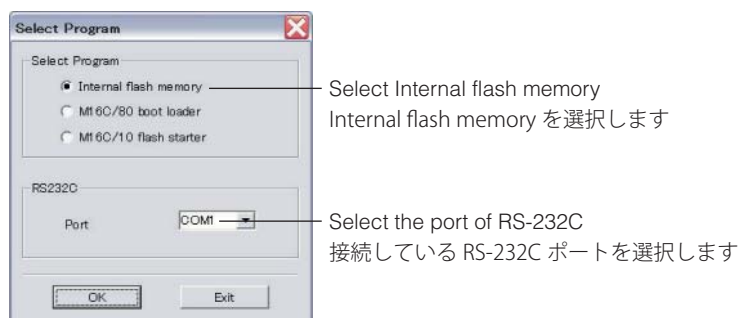 Select Program
Select Program
Internal flash memory
M16C/80 boot loader
M16C/10 flash starter
RS232C
Port
COM1
OK
Exit
Select Internal flash memory
Internal flash memory を選択します
Select the port of RS-232C
接続している RS-232C ポートを選択します